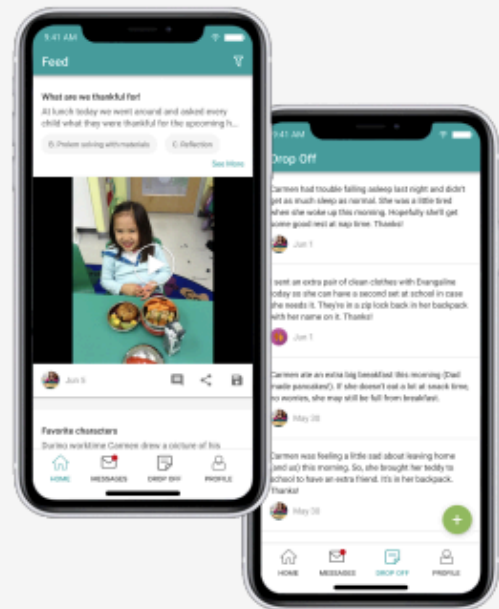 9:41 AM
Feed
What are we thankful for!
At lunch today we went around and asked every
child what they were thankful for the upcoming h...
B. Prolem solving with materials
C. Reflection
See More
Jun 5
Favorite characters
During worktime Carmen drew a picture of his
HOME
MESSAGES
DROP OFF
PROFILE
9:41 AM
Drop Off
Carmen had trouble falling asleep last night and didn't
get as much sleep as normal. She was a little tired
when she woke up this morning. Hopefully she'll get
some good rest at nap time. Thanks!
Jun 1
I sent an extra pair of clean clothes with Evangaline
today so she can have a second set at school in case
she needs it. They're in a zip lock back in her backpack
with her name on it. Thanks!
Jun 1
Carmen ate an extra big breakfast this morning (Dad
made pancakes!). If she doesn't eat a lot at snack time,
no worries, she may still be full from breakfast.
May 30
Carmen was feeling a little sad about leaving home
(and us) this morning. So, she brought her teddy to
school to have an extra friend. It's in her backpack.
Thanks!
May 30
HOME
MESSAGES
DROP OFF
PROFILE